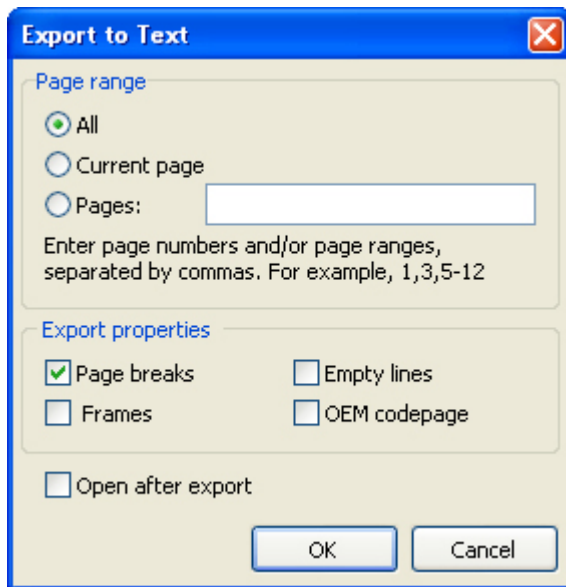 Export to Text
Page range
All
Current page
Pages:
Enter page numbers and/or page ranges,
separated by commas. For example, 1,3,5-12
Export properties
Page breaks Empty lines
Frames OEM codepage
Open after export
OK Cancel